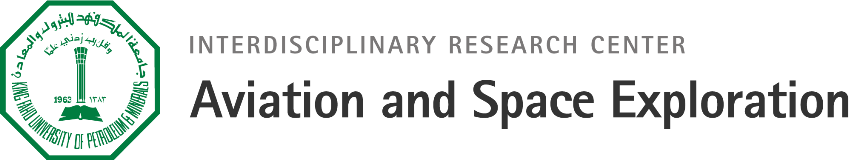 جامعة الملك فهد للبترول والمعادن
وقل رب زدني علما
1963 ١٣٨٣
KING FAHD UNIVERSITY OF PETROLEUM & MINERALS
INTERDISCIPLINARY RESEARCH CENTER
Aviation and Space Exploration